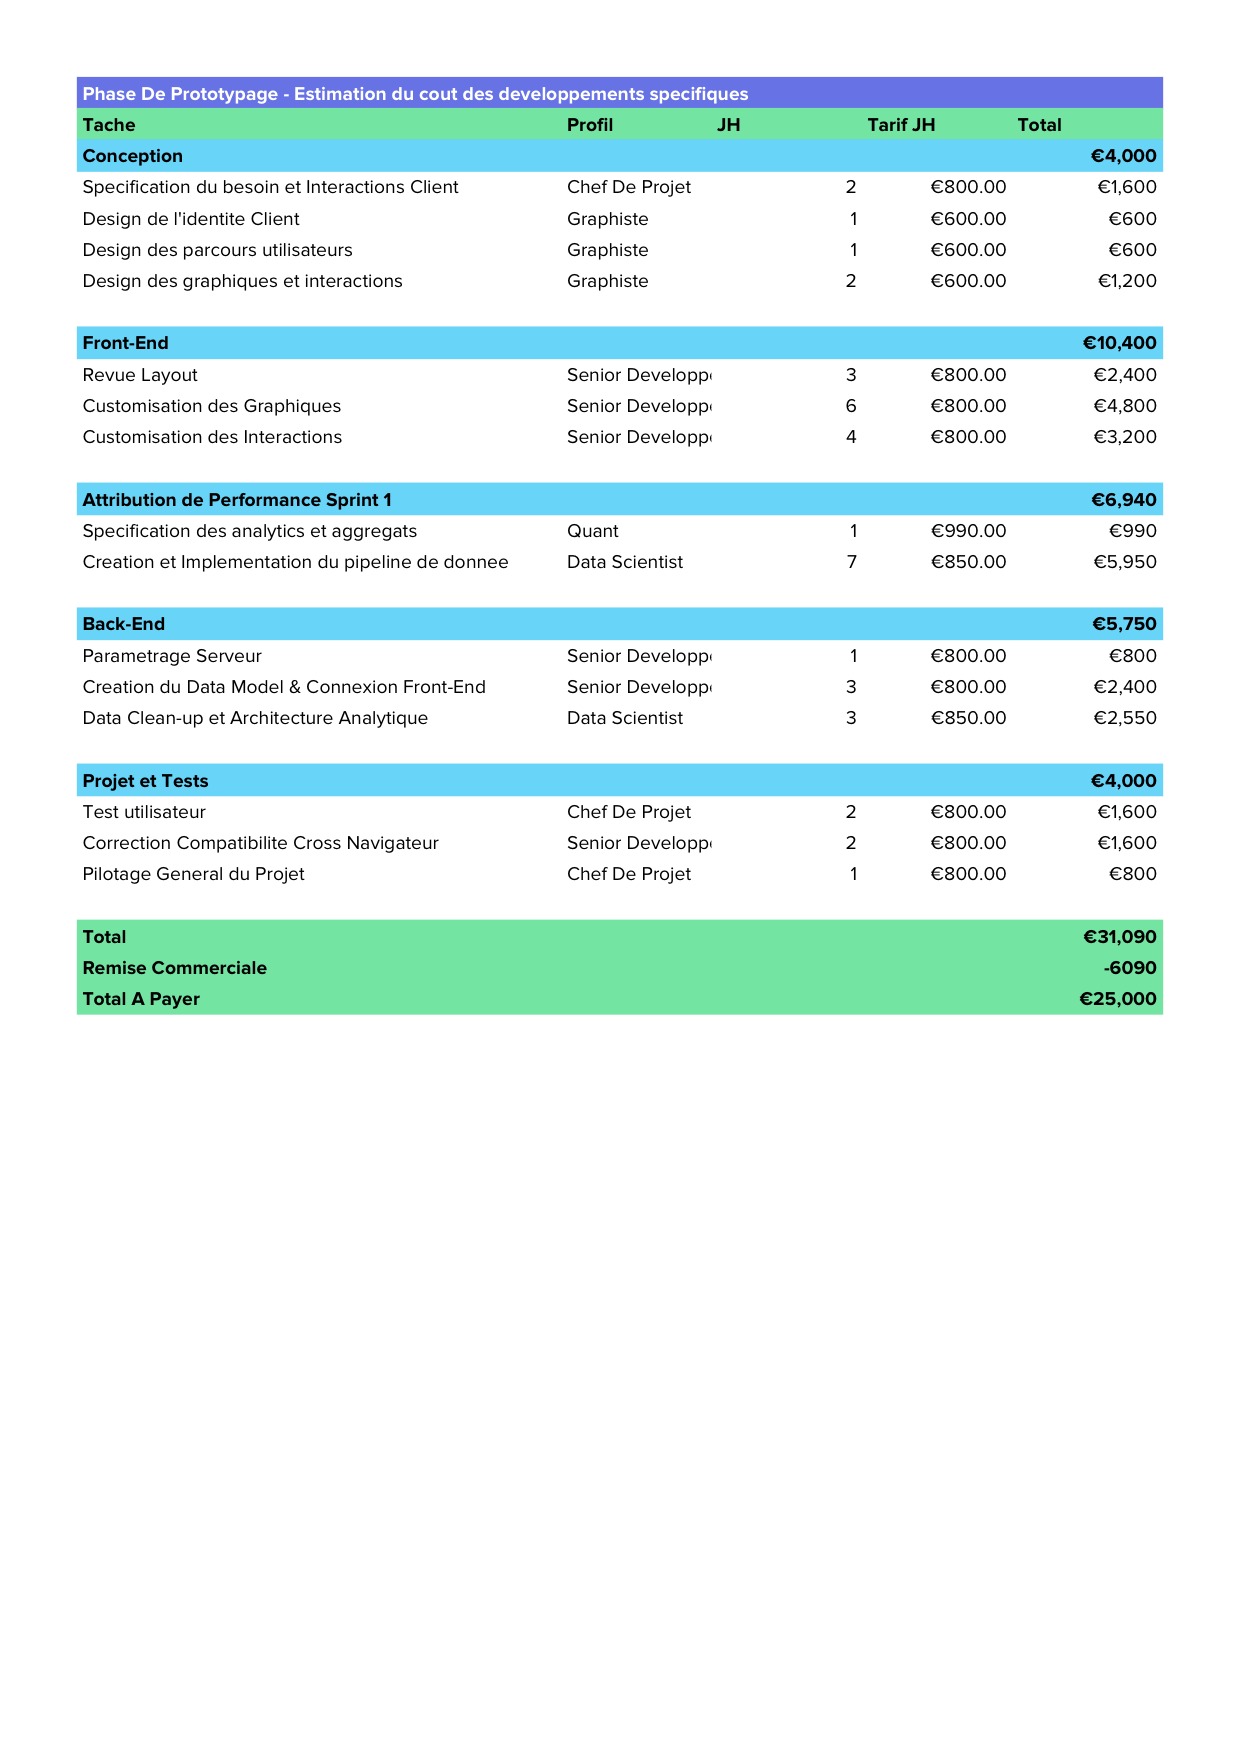 Phase De Prototypage - Estimation du cout des developpements specifiques
Tache Profil JH Tarif JH Total
Conception €4,000
Specification du besoin et Interactions Client Chef De Projet 2 €800.00 €1,600
Design de l'identite Client Graphiste 1 €600.00 €600
Design des parcours utilisateurs Graphiste 1 €600.00 €600
Design des graphiques et interactions Graphiste 2 €600.00 €1,200
Front-End €10,400
Revue Layout Senior Developp 3 €800.00 €2,400
Customisation des Graphiques Senior Developp 6 €800.00 €4,800
Customisation des Interactions Senior Developp 4 €800.00 €3,200
Attribution de Performance Sprint 1 €6,940
Specification des analytics et aggregats Quant 1 €990.00 €990
Creation et Implementation du pipeline de donnee Data Scientist 7 €850.00 €5,950
Back-End €5,750
Parametrage Serveur Senior Developp 1 €800.00 €800
Creation du Data Model & Connexion Front-End Senior Developp 3 €800.00 €2,400
Data Clean-up et Architecture Analytique Data Scientist 3 €850.00 €2,550
Projet et Tests €4,000
Test utilisateur Chef De Projet 2 €800.00 €1,600
Correction Compatibilite Cross Navigateur Senior Developp 2 €800.00 €1,600
Pilotage General du Projet Chef De Projet 1 €800.00 €800
Total €31,090
Remise Commerciale -6090
Total A Payer €25,000